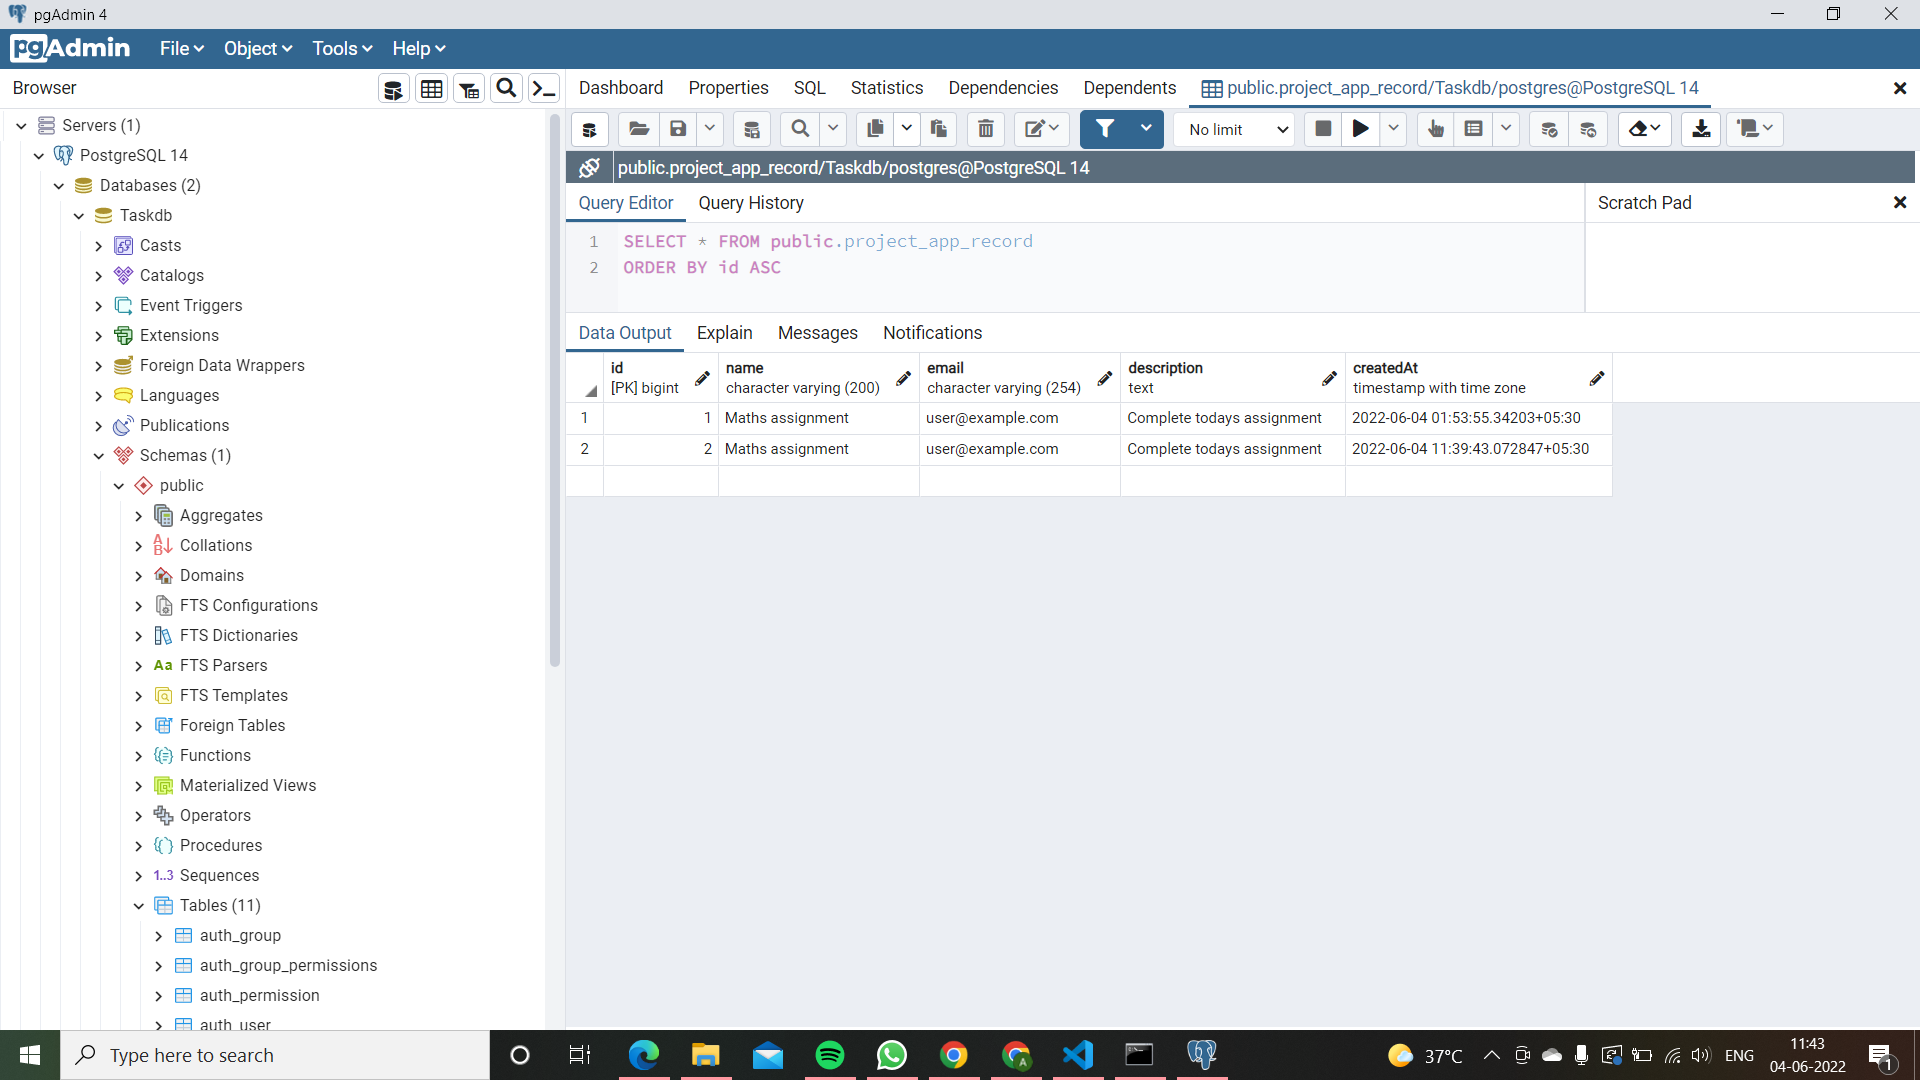 pgAdmin 4
pgAdmin File Object Tools Help
Browser
Dashboard Properties SQL Statistics Dependencies Dependents public.project_app_record/Taskdb/postgres@PostgreSQL 14
No limit
public.project_app_record/Taskdb/postgres@PostgreSQL 14
Query Editor Query History
Scratch Pad
1 SELECT * FROM public.project_app_record
2 ORDER BY id ASC
Data Output Explain Messages Notifications
id name email description createdAt
[PK] bigint character varying (200) character varying (254) text timestamp with time zone
1 1 Maths assignment user@example.com Complete todays assignment 2022-06-04 01:53:55.34203+05:30
2 2 Maths assignment user@example.com Complete todays assignment 2022-06-04 11:39:43.072847+05:30
Servers (1)
PostgreSQL 14
Databases (2)
Taskdb
Casts
Catalogs
Event Triggers
Extensions
Foreign Data Wrappers
Languages
Publications
Schemas (1)
public
Aggregates
Collations
Domains
FTS Configurations
FTS Dictionaries
Aa FTS Parsers
FTS Templates
Foreign Tables
Functions
Materialized Views
Operators
Procedures
1..3 Sequences
Tables (11)
auth_group
auth_group_permissions
auth_permission
auth_user
Type here to search
37°C
ENG
11:43
04-06-2022
1